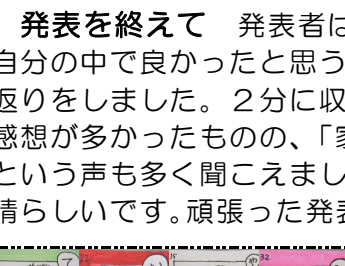 発表を終えて　発表者は
自分の中で良かったと思う
返りをしました。２分に収
感想が多かったものの、「家
という声も多く聞こえまし
晴らしいです。頑張った発表
て
い
や